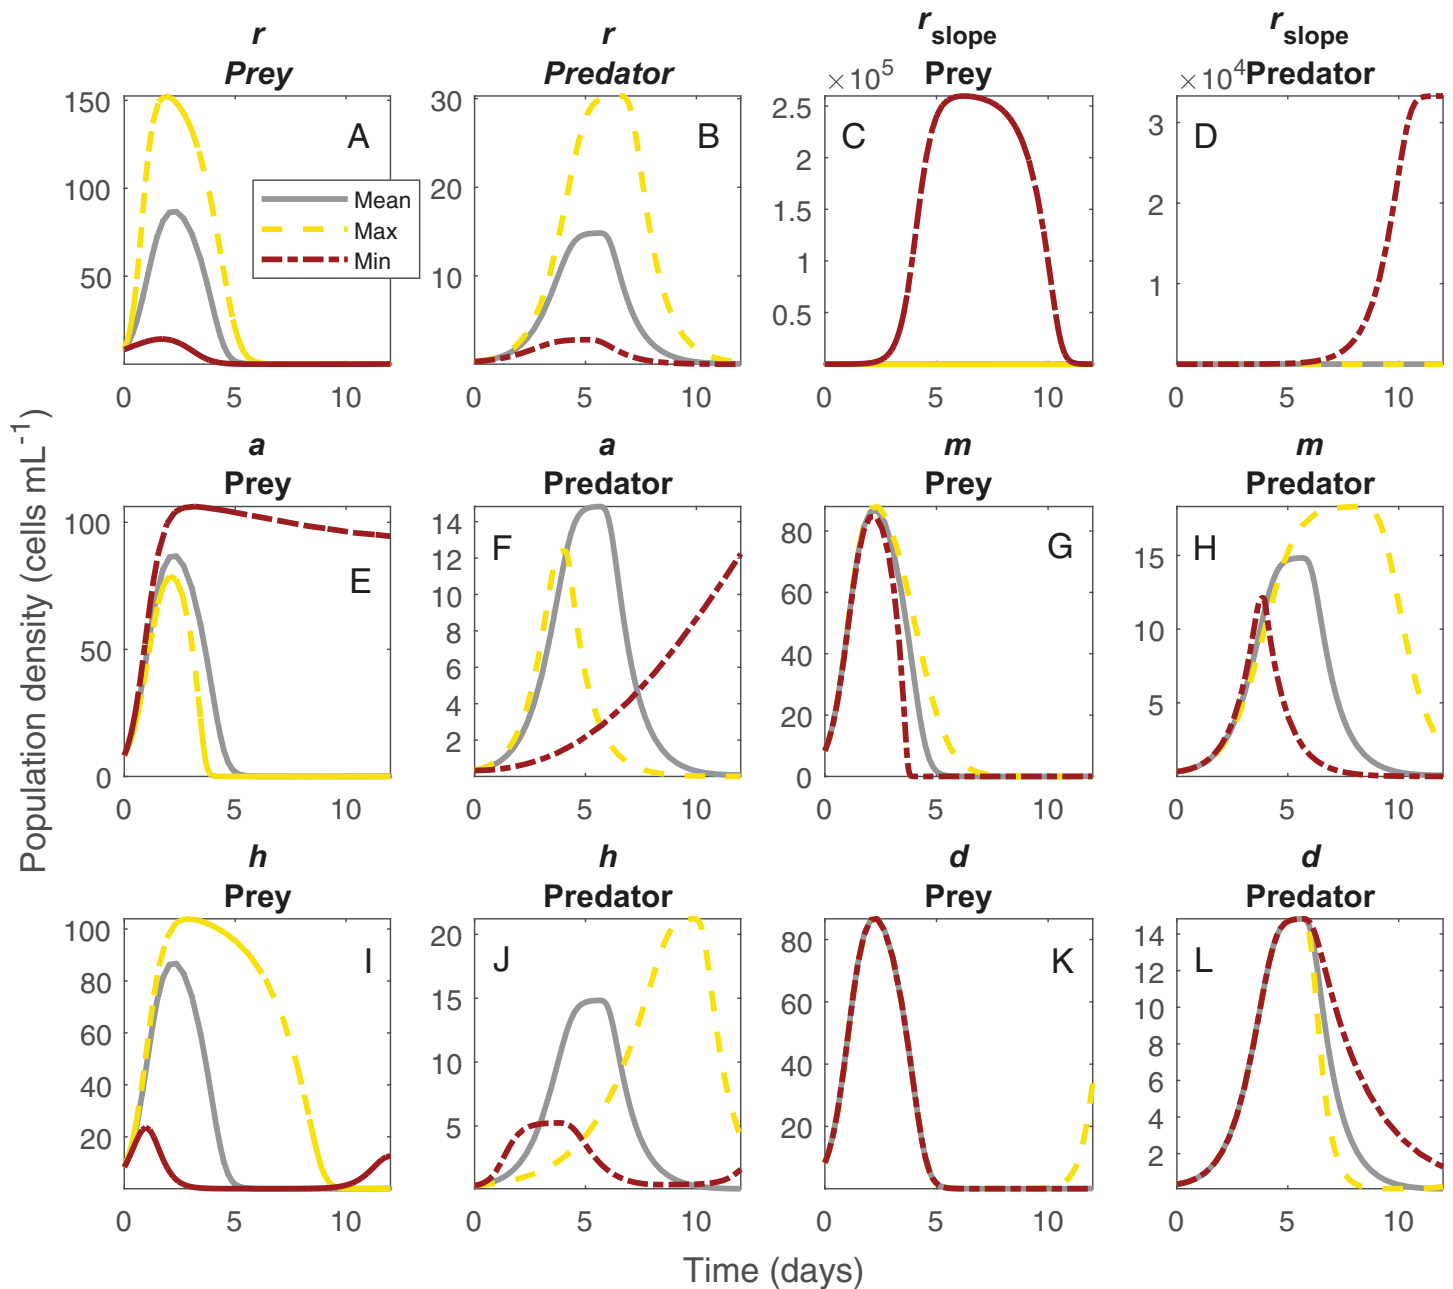 r
Prey
r
Predator
r slope
Prey
r slope
Predator
A
150
100
50
0 5 10
Mean
Max
Min
B
30
20
10
0 5 10
×10^5
C
2.5
2
1.5
1
0.5
0 5 10
×10^4
D
3
2
1
0 5 10
Population density (cells mL-1)
a
Prey
a
Predator
m
Prey
m
Predator
E
100
50
0
0 5 10
F
14
12
10
8
6
4
2
0 5 10
G
80
60
40
20
0
0 5 10
H
15
10
5
0 5 10
h
Prey
h
Predator
d
Prey
d
Predator
I
100
80
60
40
20
0 5 10
J
20
15
10
5
0 5 10
K
80
60
40
20
0 5 10
L
14
12
10
8
6
4
2
0 5 10
Time (days)